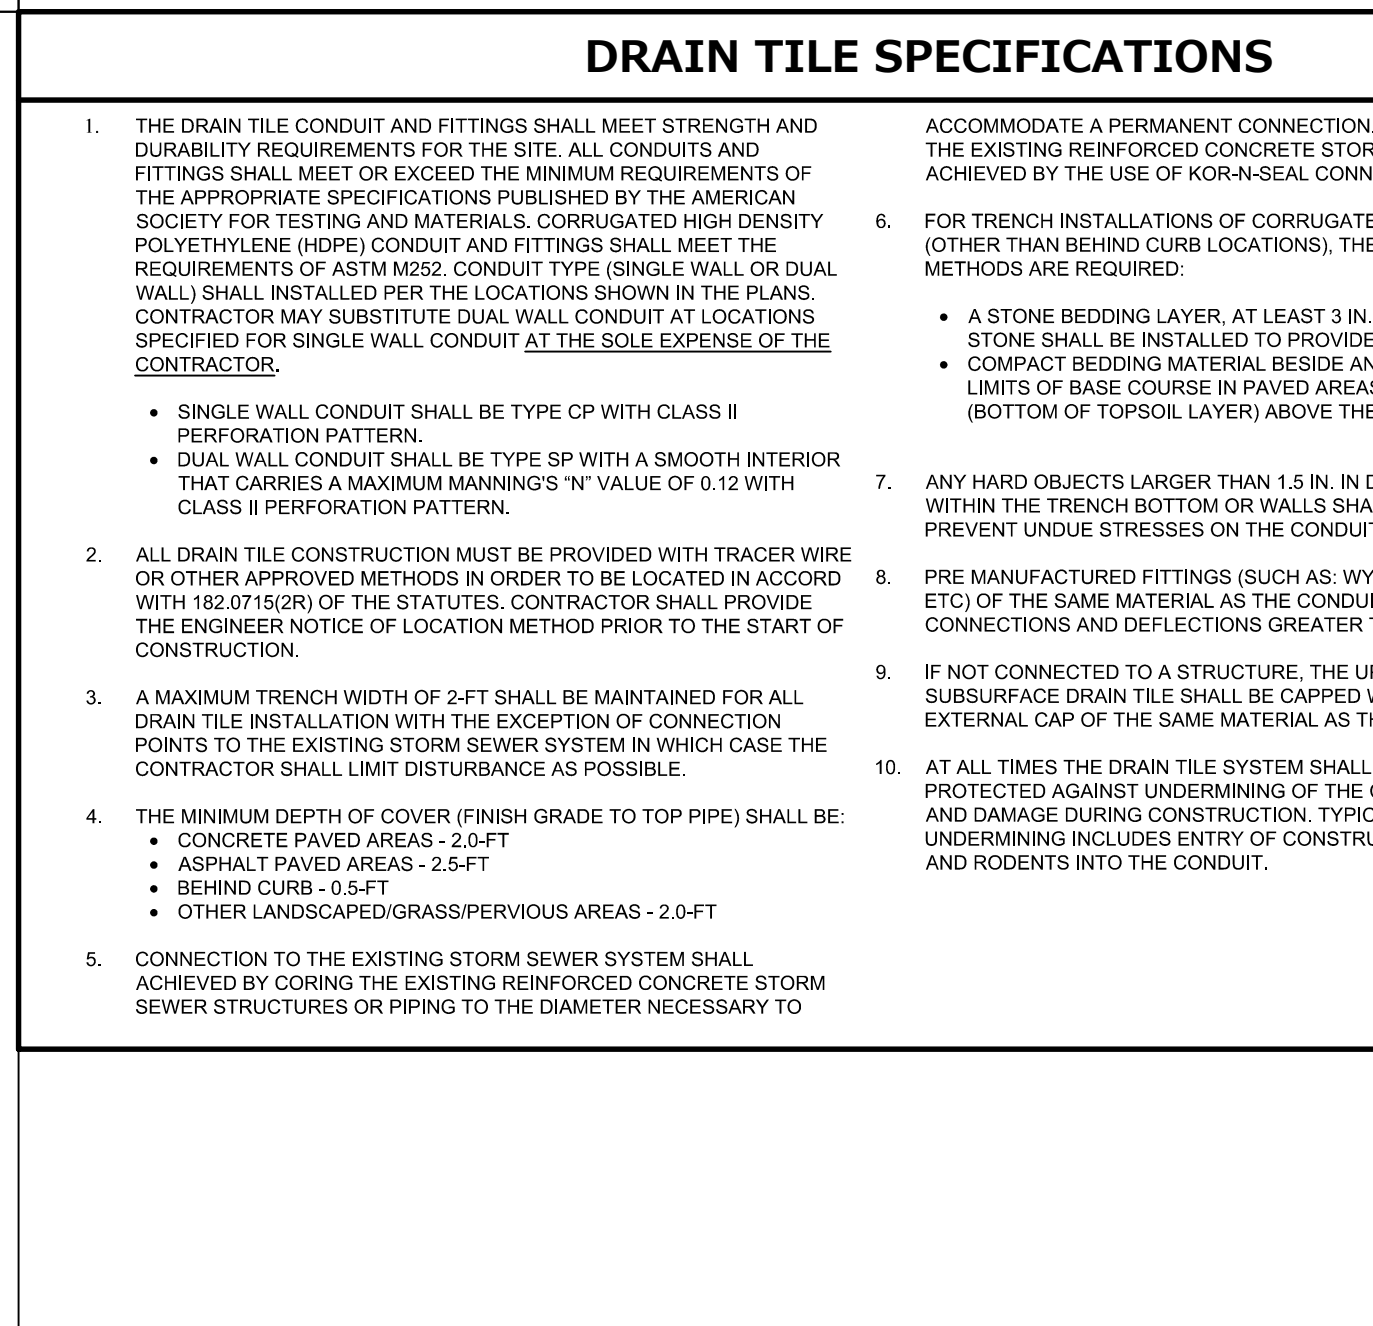 DRAIN TILE SPECIFICATIONS
1. THE DRAIN TILE CONDUIT AND FITTINGS SHALL MEET STRENGTH AND
DURABILITY REQUIREMENTS FOR THE SITE. ALL CONDUITS AND
FITTINGS SHALL MEET OR EXCEED THE MINIMUM REQUIREMENTS OF
THE APPROPRIATE SPECIFICATIONS PUBLISHED BY THE AMERICAN
SOCIETY FOR TESTING AND MATERIALS. CORRUGATED HIGH DENSITY
POLYETHYLENE (HDPE) CONDUIT AND FITTINGS SHALL MEET THE
REQUIREMENTS OF ASTM M252. CONDUIT TYPE (SINGLE WALL OR DUAL
WALL) SHALL INSTALLED PER THE LOCATIONS SHOWN IN THE PLANS.
CONTRACTOR MAY SUBSTITUTE DUAL WALL CONDUIT AT LOCATIONS
SPECIFIED FOR SINGLE WALL CONDUIT AT THE SOLE EXPENSE OF THE
CONTRACTOR.
• SINGLE WALL CONDUIT SHALL BE TYPE CP WITH CLASS II
PERFORATION PATTERN.
• DUAL WALL CONDUIT SHALL BE TYPE SP WITH A SMOOTH INTERIOR
THAT CARRIES A MAXIMUM MANNING'S “N” VALUE OF 0.12 WITH
CLASS II PERFORATION PATTERN.
2. ALL DRAIN TILE CONSTRUCTION MUST BE PROVIDED WITH TRACER WIRE
OR OTHER APPROVED METHODS IN ORDER TO BE LOCATED IN ACCORD
WITH 182.0715(2R) OF THE STATUTES. CONTRACTOR SHALL PROVIDE
THE ENGINEER NOTICE OF LOCATION METHOD PRIOR TO THE START OF
CONSTRUCTION.
3. A MAXIMUM TRENCH WIDTH OF 2-FT SHALL BE MAINTAINED FOR ALL
DRAIN TILE INSTALLATION WITH THE EXCEPTION OF CONNECTION
POINTS TO THE EXISTING STORM SEWER SYSTEM IN WHICH CASE THE
CONTRACTOR SHALL LIMIT DISTURBANCE AS POSSIBLE.
4. THE MINIMUM DEPTH OF COVER (FINISH GRADE TO TOP PIPE) SHALL BE:
• CONCRETE PAVED AREAS - 2.0-FT
• ASPHALT PAVED AREAS - 2.5-FT
• BEHIND CURB - 0.5-FT
• OTHER LANDSCAPED/GRASS/PERVIOUS AREAS - 2.0-FT
5. CONNECTION TO THE EXISTING STORM SEWER SYSTEM SHALL
ACHIEVED BY CORING THE EXISTING REINFORCED CONCRETE STORM
SEWER STRUCTURES OR PIPING TO THE DIAMETER NECESSARY TO
ACCOMMODATE A PERMANENT CONNECTION.
THE EXISTING REINFORCED CONCRETE
ACHIEVED BY THE USE OF KOR-N-SEAL
6. FOR TRENCH INSTALLATIONS OF
(OTHER THAN BEHIND CURB LOCATIONS),
METHODS ARE REQUIRED:
• A STONE BEDDING LAYER, AT LEAST 3 IN.
STONE SHALL BE INSTALLED TO
• COMPACT BEDDING MATERIAL BESIDE
LIMITS OF BASE COURSE IN PAVED
(BOTTOM OF TOPSOIL LAYER) ABOVE
7. ANY HARD OBJECTS LARGER THAN 1.5 IN. IN
WITHIN THE TRENCH BOTTOM OR WALLS
PREVENT UNDUE STRESSES ON THE
8. PRE MANUFACTURED FITTINGS (SUCH AS:
ETC) OF THE SAME MATERIAL AS THE
CONNECTIONS AND DEFLECTIONS GREATER
9. IF NOT CONNECTED TO A STRUCTURE, THE
SUBSURFACE DRAIN TILE SHALL BE CAPPED
EXTERNAL CAP OF THE SAME MATERIAL AS
10. AT ALL TIMES THE DRAIN TILE SYSTEM SHALL
PROTECTED AGAINST UNDERMINING OF THE
AND DAMAGE DURING CONSTRUCTION.
UNDERMINING INCLUDES ENTRY OF
AND RODENTS INTO THE CONDUIT.